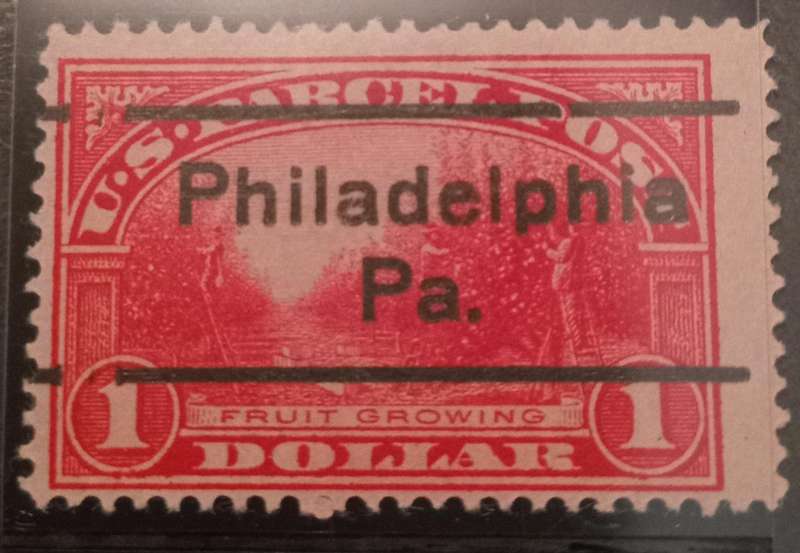 U.S. PARCEL POST
Philadelphia
Pa.
1 FRUIT GROWING 1
DOLLAR